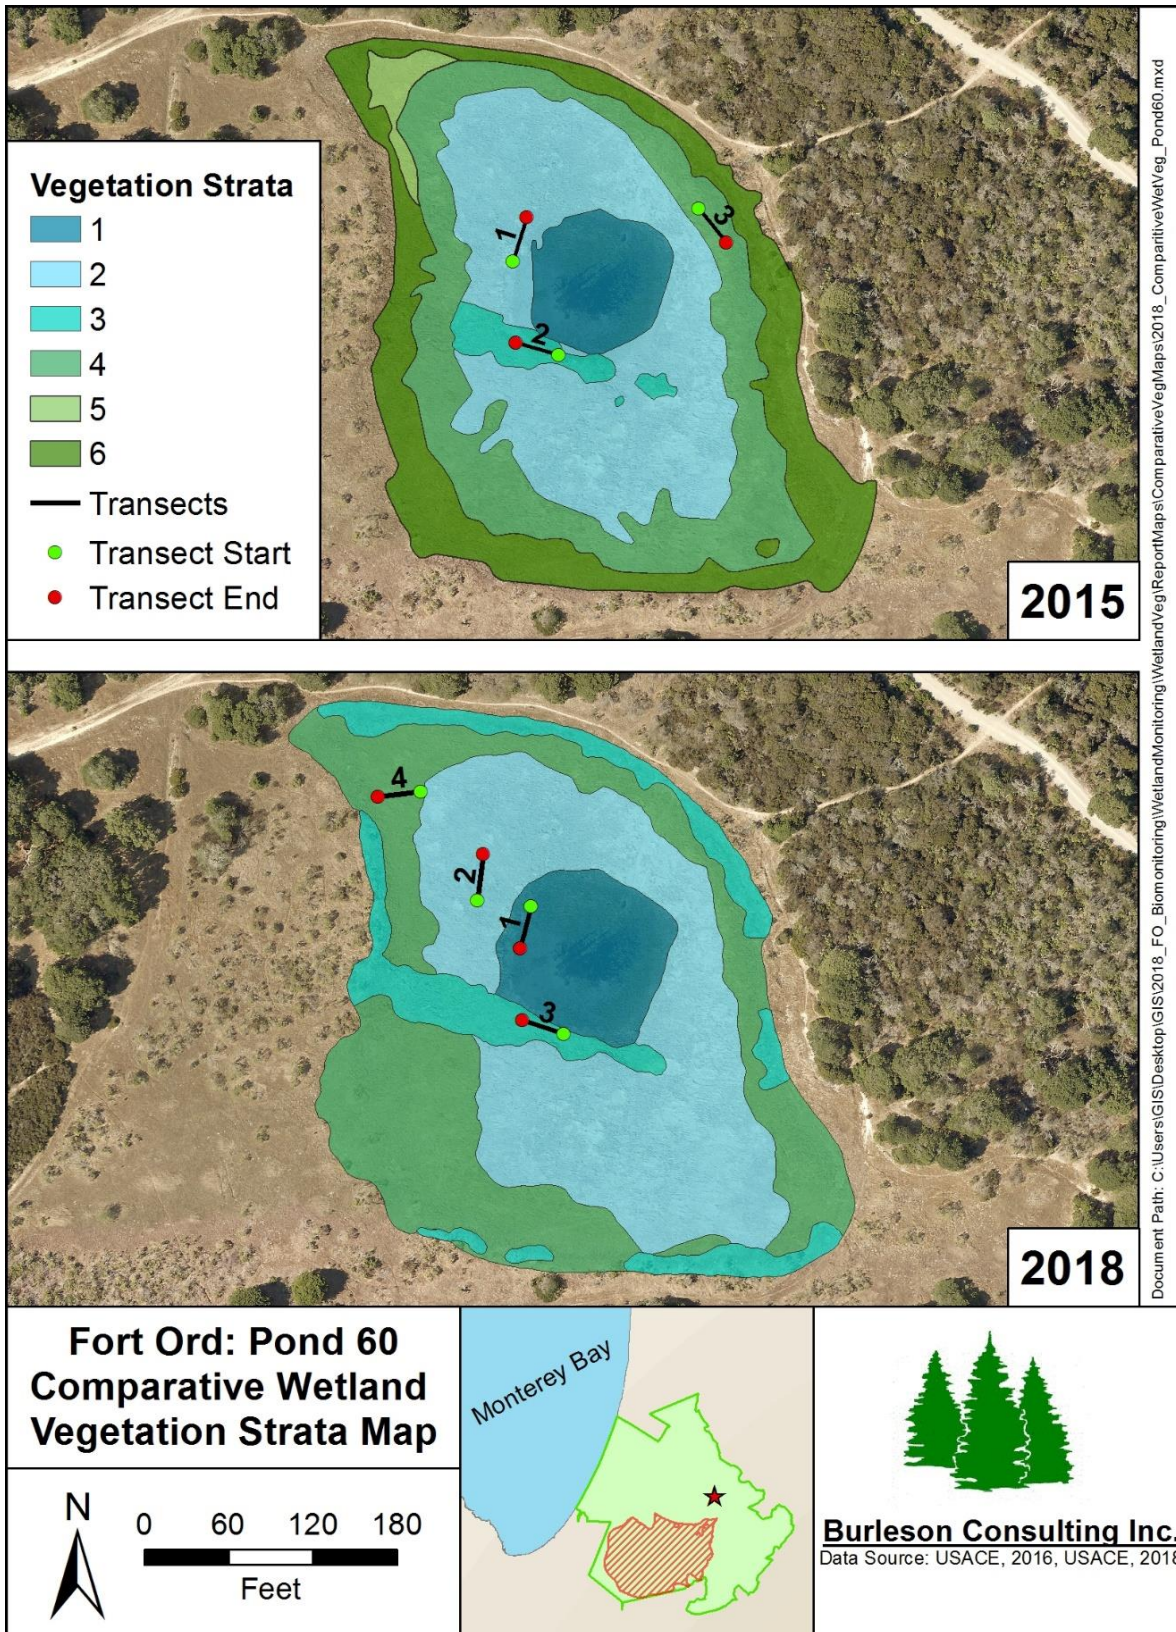 Vegetation Strata
1
2
3
4
5
6
Transects
Transect Start
Transect End
1
2
3
2015
4
2
1
3
2018
Document Path: C:\Users\GIS\Desktop\GIS\2018_FO_Biomonitoring\WetlandMonitoring\WetlandVeg\ReportMaps\ComparativeVegMaps\2018_ComparitiveWetVeg_Pond60.mxd
Fort Ord: Pond 60
Comparative Wetland
Vegetation Strata Map
N
0 60 120 180
Feet
Monterey Bay
Burleson Consulting Inc.
Data Source: USACE, 2016, USACE, 2018